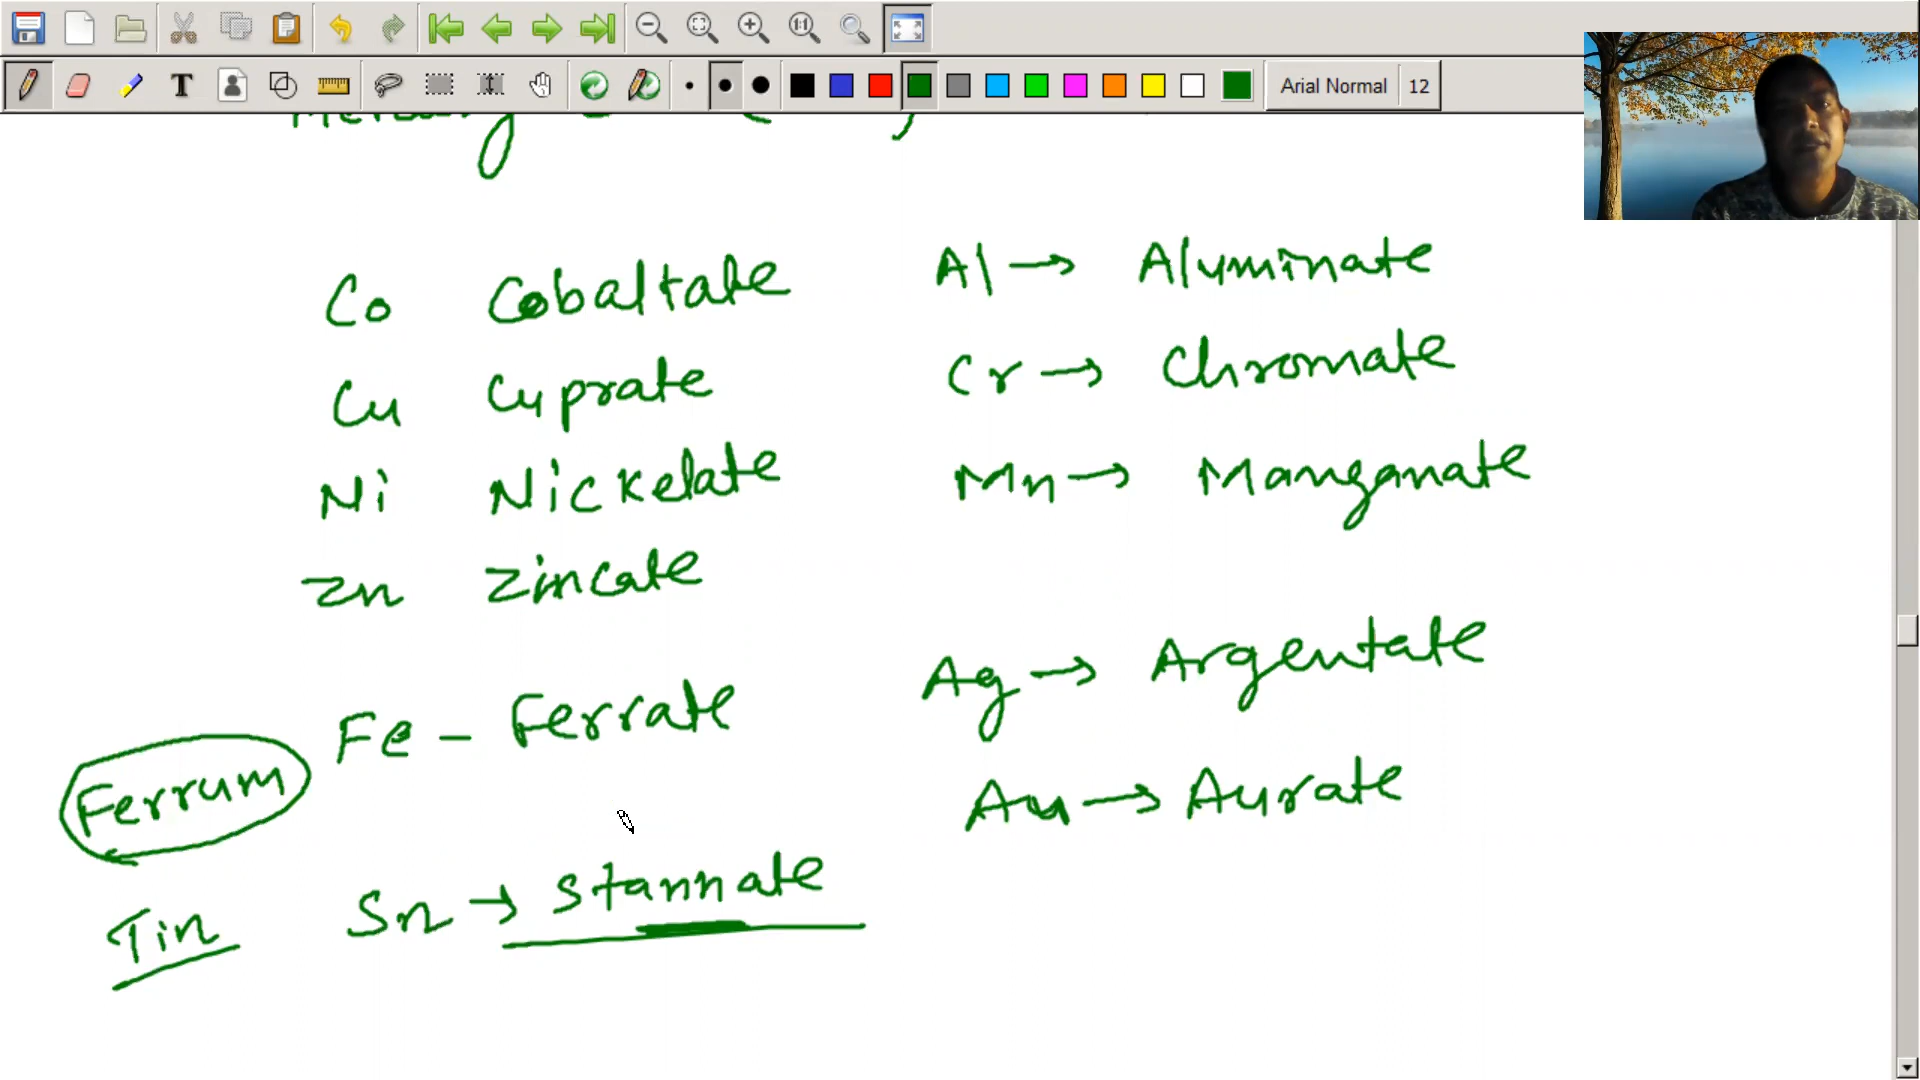 Arial Normal 12
Co Cobaltate
Cu Cuprate
Ni Nickelate
Zn Zincate
Fe - Ferrate
Ferrum
Tin Sn → Stannate
Al → Aluminate
Cr → Chromate
Mn → Manganate
Ag → Argentate
Au → Aurate